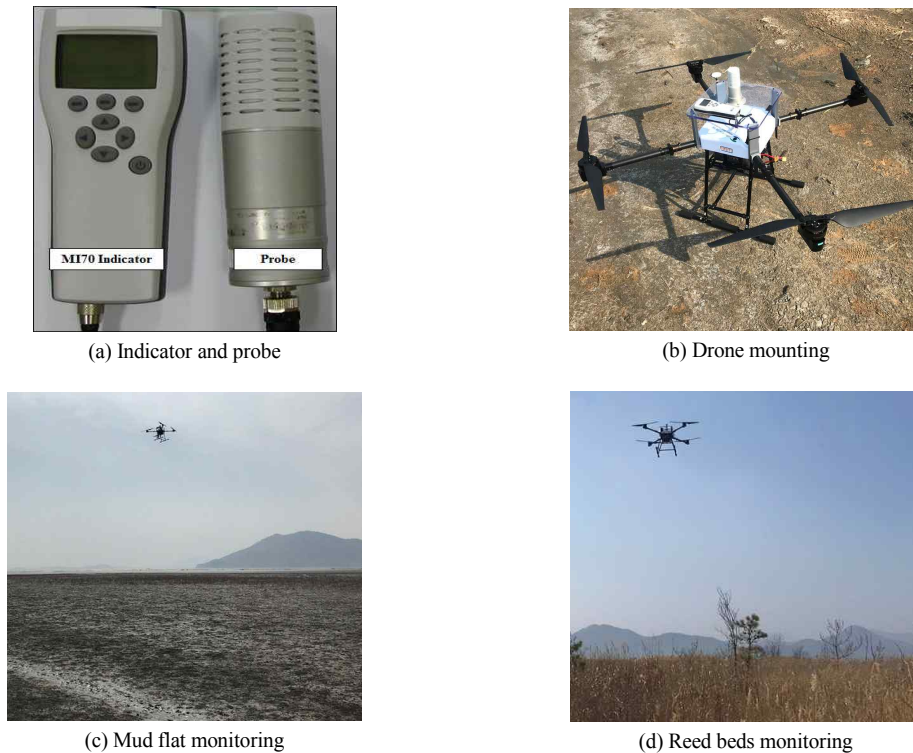 MI70 Indicator
Probe
(a) Indicator and probe
(b) Drone mounting
(c) Mud flat monitoring
(d) Reed beds monitoring